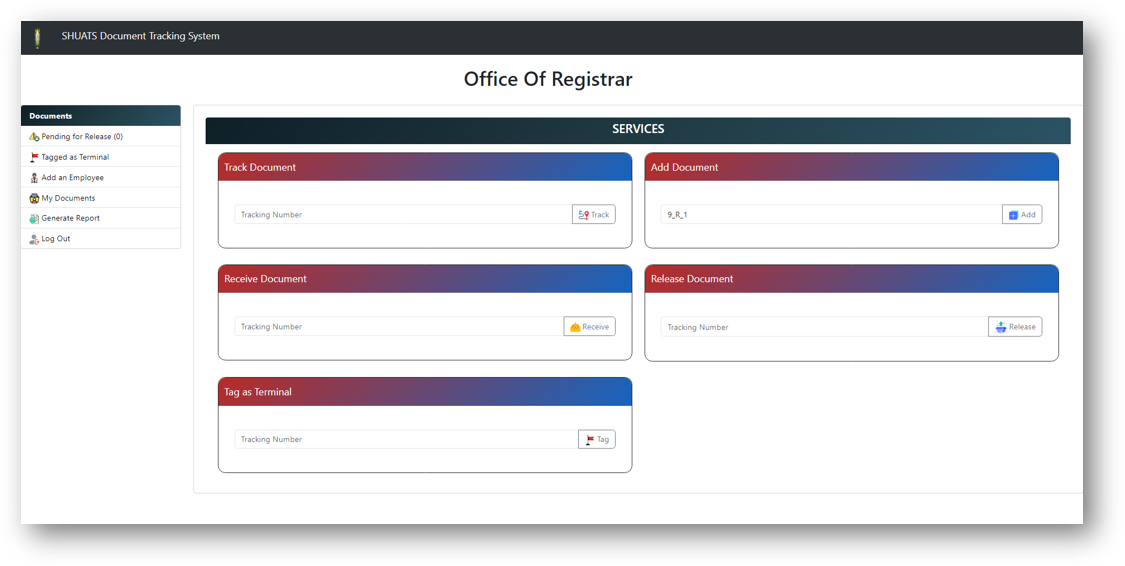 SHUATS Document Tracking System
Office Of Registrar
Documents
Pending for Release (0)
Tagged as Terminal
Add an Employee
My Documents
Generate Report
Log Out
SERVICES
Track Document
Tracking Number
Track
Add Document
9_R_1
Add
Receive Document
Tracking Number
Receive
Release Document
Tracking Number
Release
Tag as Terminal
Tracking Number
Tag